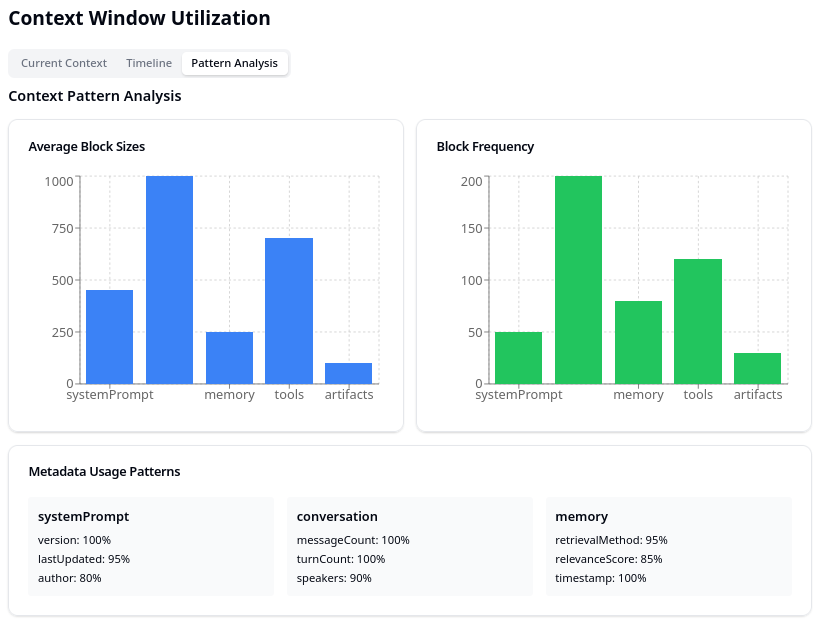 Context Window Utilization
Current Context Timeline Pattern Analysis
Context Pattern Analysis
Average Block Sizes
1000
750
500
250
0
systemPrompt memory tools artifacts
Block Frequency
200
150
100
50
0
systemPrompt memory tools artifacts
Metadata Usage Patterns
systemPrompt
version: 100%
lastUpdated: 95%
author: 80%
conversation
messageCount: 100%
turnCount: 100%
speakers: 90%
memory
retrievalMethod: 95%
relevanceScore: 85%
timestamp: 100%